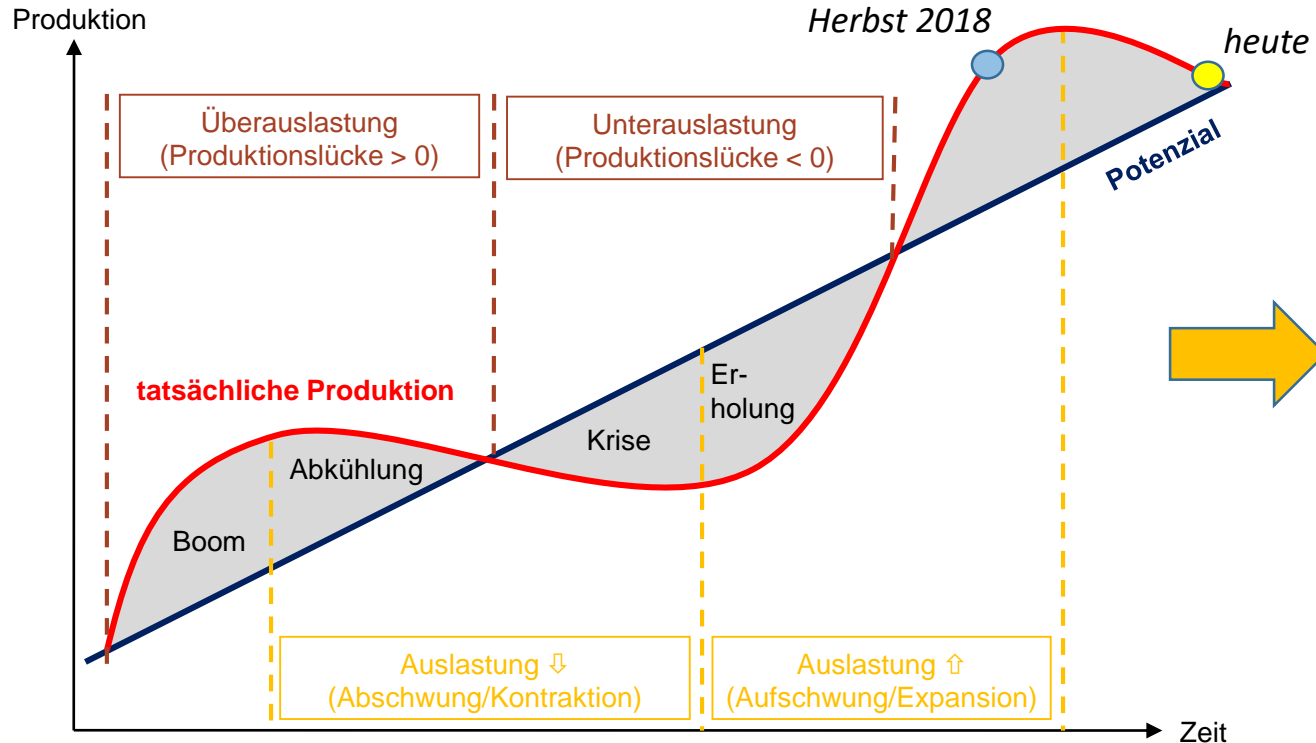 Produktion
Herbst 2018
heute
Überauslastung
(Produktionslücke > 0)
Unterauslastung
(Produktionslücke < 0)
Potenzial
tatsächliche Produktion
Er-
holung
Krise
Abkühlung
Boom
Auslastung ⇩
(Abschwung/Kontraktion)
Auslastung ⇧
(Aufschwung/Expansion)
Zeit